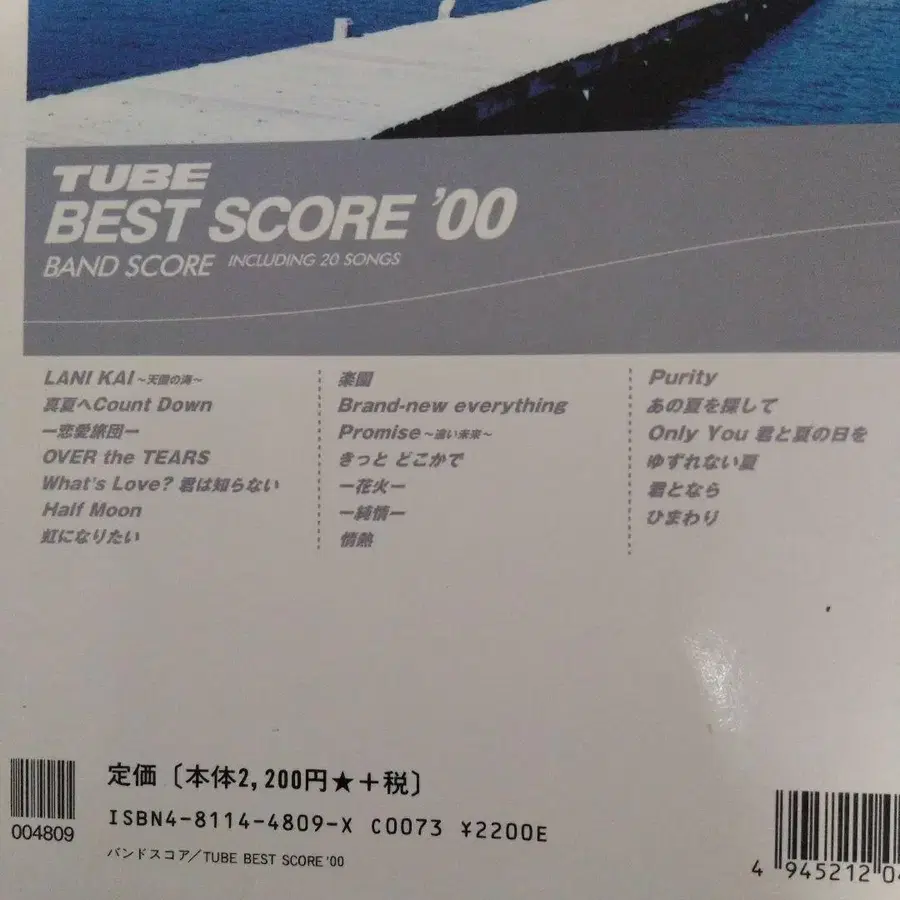 TUBE
BEST SCORE '00
BAND SCORE INCLUDING 20 SONGS
LANI KAI ～天国の海～
真夏へCount Down
ー恋愛旅団ー
OVER the TEARS
What's Love? 君は知らない
Half Moon
虹になりたい
楽園
Brand-new everything
Promise ～遠い未来～
きっと どこかで
ー花火ー
ー純情ー
情熱
Purity
あの夏を探して
Only You 君と夏の日を
ゆずれない夏
君となら
ひまわり
定価〔本体2,200円★＋税〕
ISBN4-8114-4809-X C0073 ¥2200E
バンドスコア／TUBE BEST SCORE '00
004809
4 945212 0